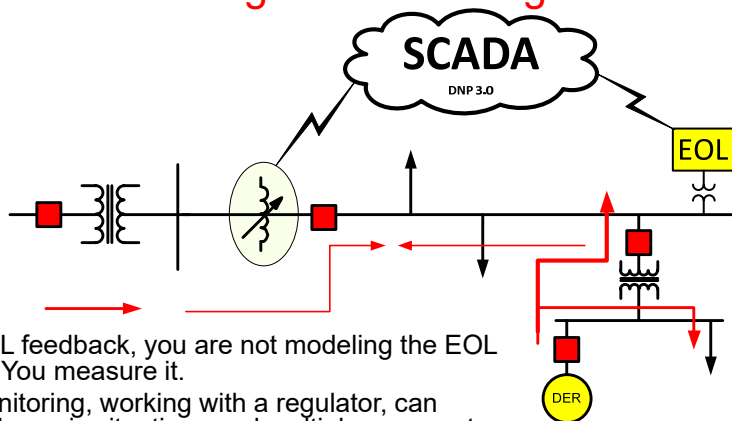 SCADA
DNP 3.0
EOL
L feedback, you are not modeling the EOL
You measure it.
nitoring, working with a regulator, can
DER